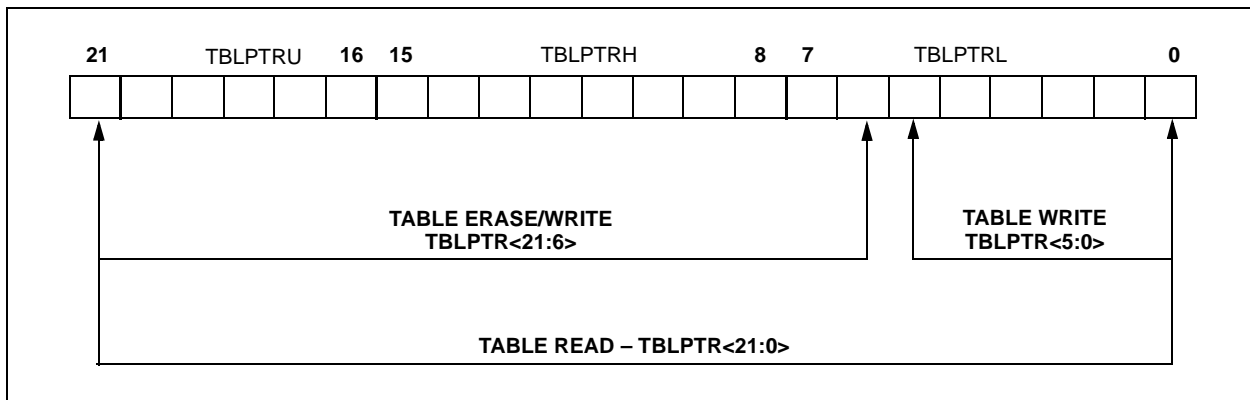 21 TBLPTRU 16 15 TBLPTRH 8 7 TBLPTRL 0
TABLE ERASE/WRITE TABLE WRITE
TBLPTR<21:6> TBLPTR<5:0>
TABLE READ – TBLPTR<21:0>